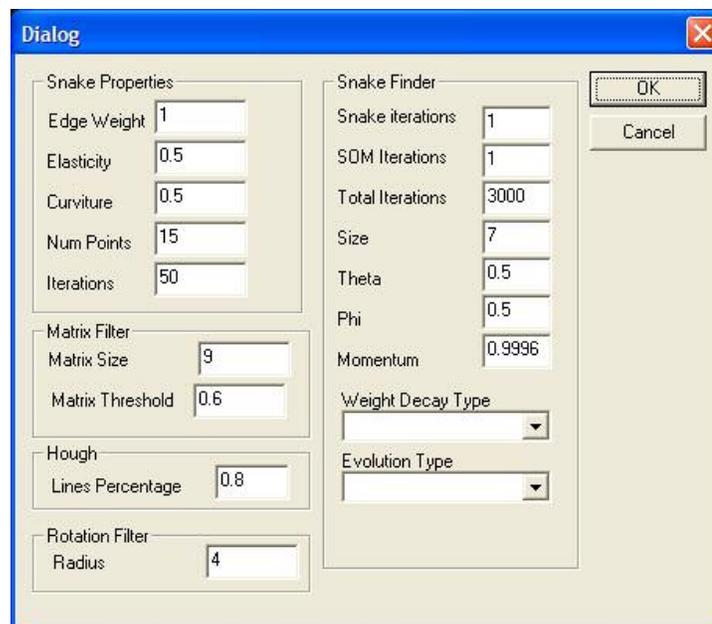 Dialog
Snake Properties
Edge Weight 1
Elasticity 0.5
Curviture 0.5
Num Points 15
Iterations 50
Matrix Filter
Matrix Size 9
Matrix Threshold 0.6
Hough
Lines Percentage 0.8
Rotation Filter
Radius 4
Snake Finder
Snake iterations 1
SOM Iterations 1
Total Iterations 3000
Size 7
Theta 0.5
Phi 0.5
Momentum 0.9996
Weight Decay Type
Evolution Type
OK
Cancel